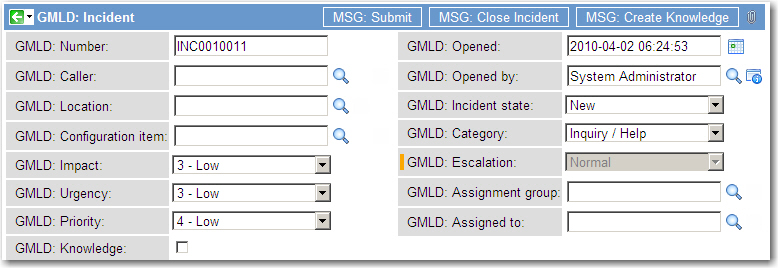 GMLD: Incident MSG: Submit MSG: Close Incident MSG: Create Knowledge
GMLD: Number: INC0010011
GMLD: Caller:
GMLD: Location:
GMLD: Configuration item:
GMLD: Impact: 3 - Low
GMLD: Urgency: 3 - Low
GMLD: Priority: 4 - Low
GMLD: Knowledge:
GMLD: Opened: 2010-04-02 06:24:53
GMLD: Opened by: System Administrator
GMLD: Incident state: New
GMLD: Category: Inquiry / Help
GMLD: Escalation: Normal
GMLD: Assignment group:
GMLD: Assigned to: